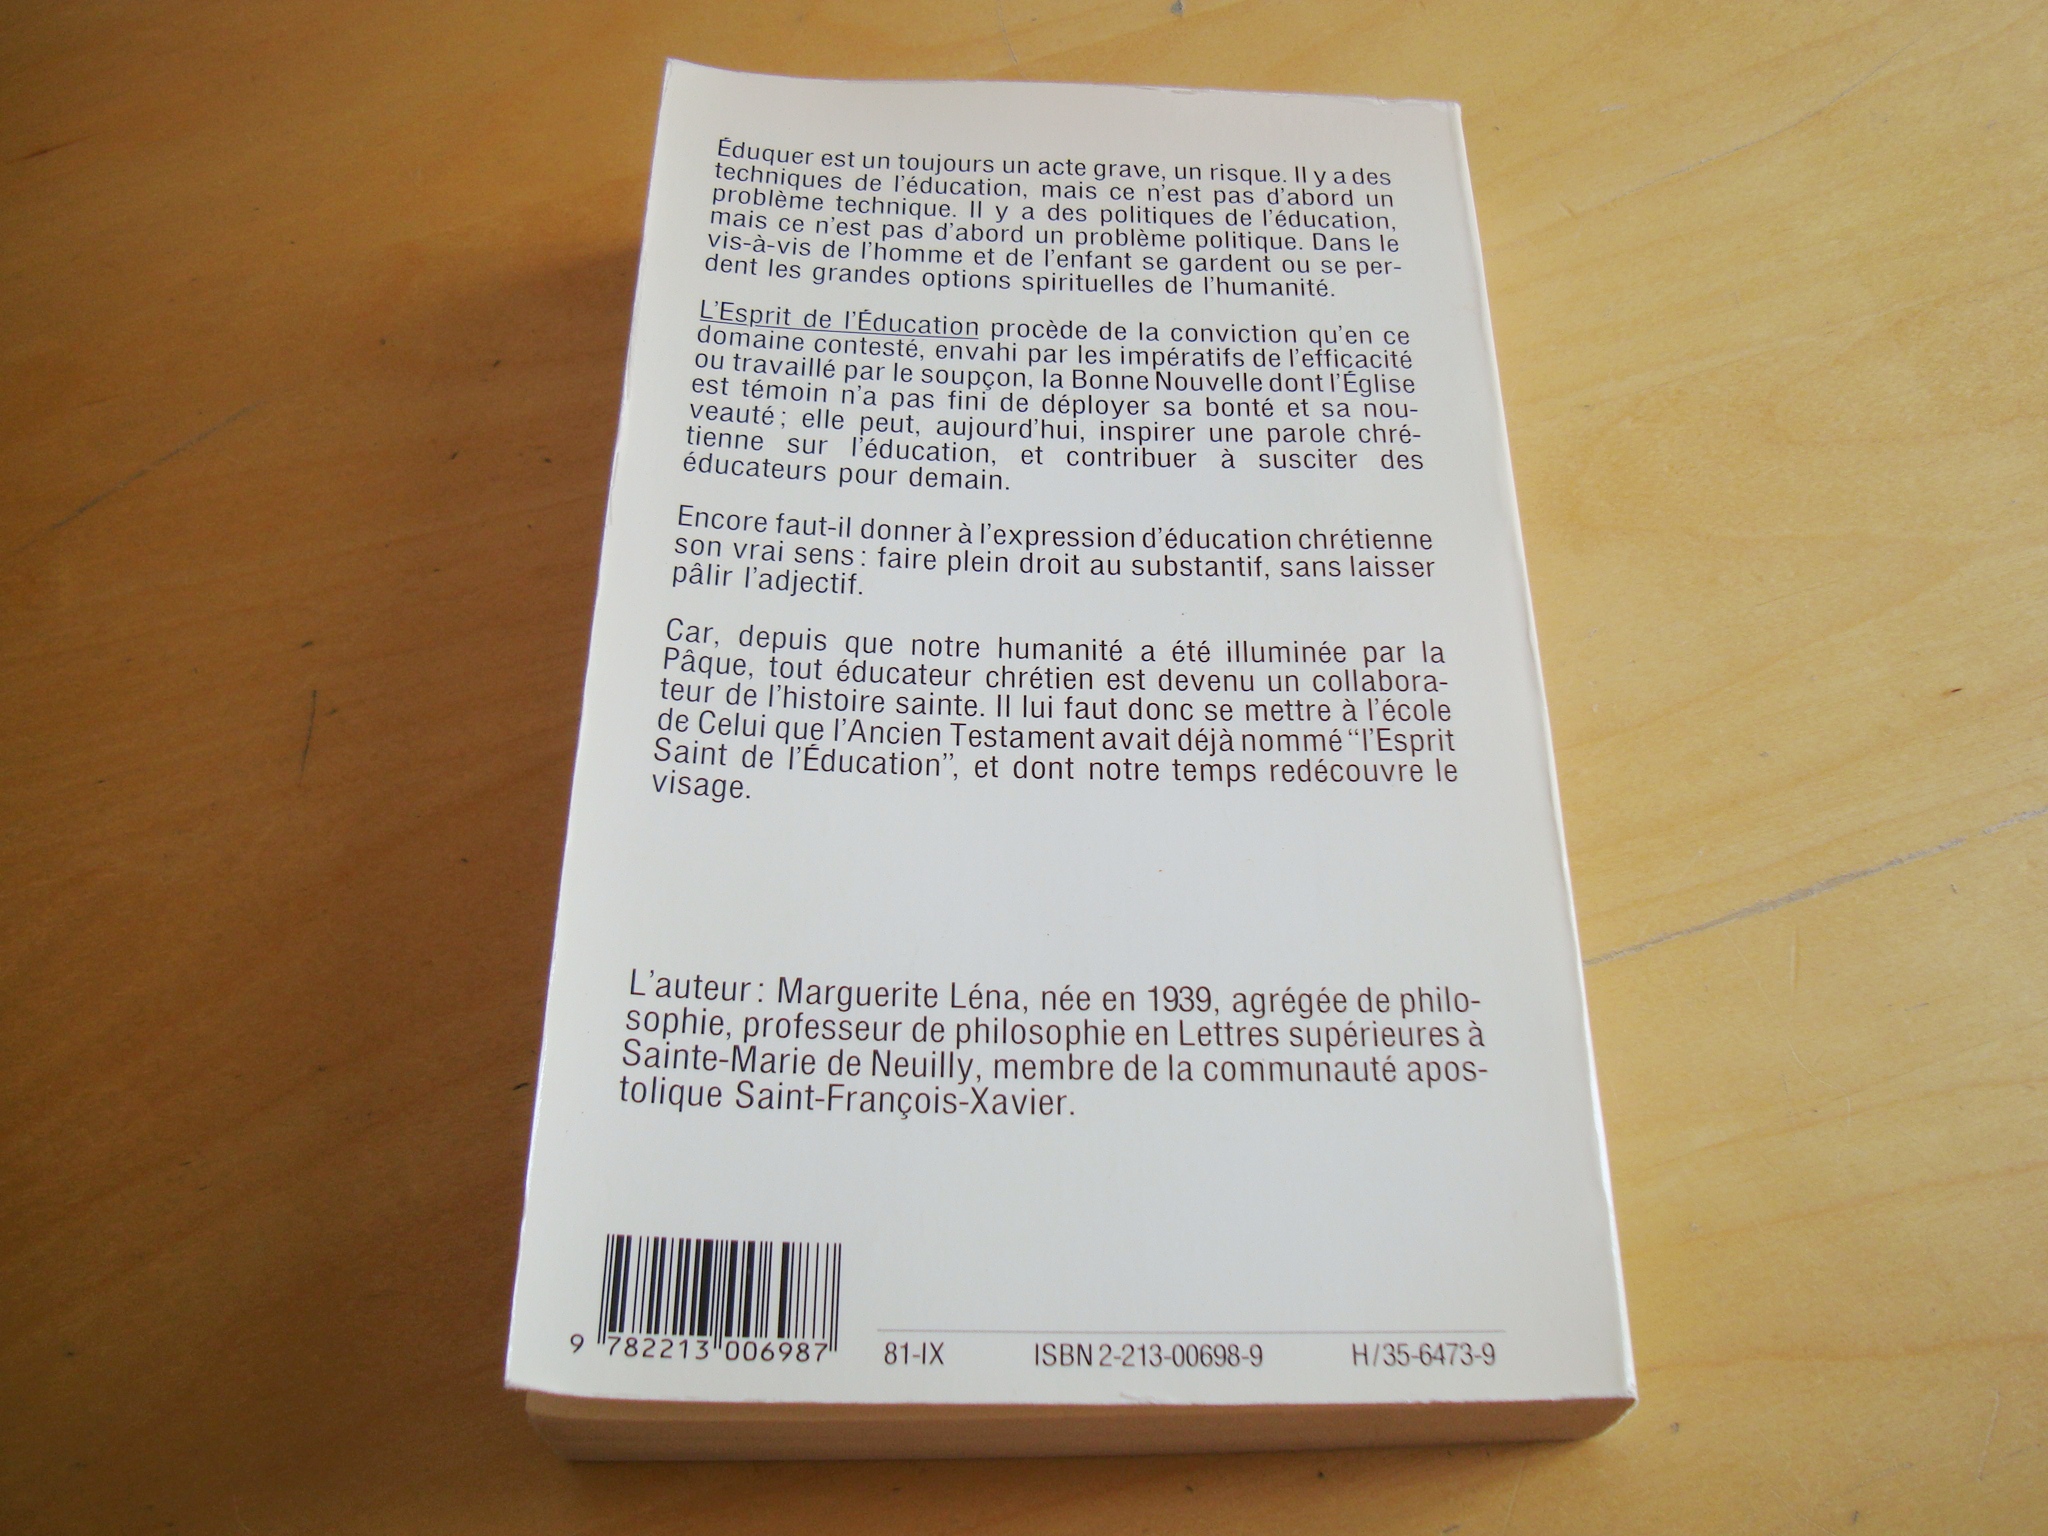 Éduquer est un toujours un acte grave, un risque. Il y a des
techniques de l'éducation, mais ce n'est pas d'abord un
problème technique. Il y a des politiques de l'éducation,
mais ce n'est pas d'abord un problème politique. Dans le
vis-à-vis de l'homme et de l'enfant se gardent ou se per-
dent les grandes options spirituelles de l'humanité.
L'Esprit de l'Éducation procède de la conviction qu'en ce
domaine contesté, envahi par les impératifs de l'efficacité
ou travaillé par le soupçon, la Bonne Nouvelle dont l'Église
est témoin n'a pas fini de déployer sa bonté et sa nou-
veauté ; elle peut, aujourd'hui, inspirer une parole chré-
tienne sur l'éducation, et contribuer à susciter des
éducateurs pour demain.
Encore faut-il donner à l'expression d'éducation chrétienne
son vrai sens : faire plein droit au substantif, sans laisser
pâlir l'adjectif.
Car, depuis que notre humanité a été illuminée par la
Pâque, tout éducateur chrétien est devenu un collabora-
teur de l'histoire sainte. Il lui faut donc se mettre à l'école
de Celui que l'Ancien Testament avait déjà nommé "l'Esprit
Saint de l'Éducation", et dont notre temps redécouvre le
visage.
L'auteur : Marguerite Léna, née en 1939, agrégée de philo-
sophie, professeur de philosophie en Lettres supérieures à
Sainte-Marie de Neuilly, membre de la communauté apos-
tolique Saint-François-Xavier.
9 782213 006987 81-IX ISBN 2-213-00698-9 H/35-6473-9